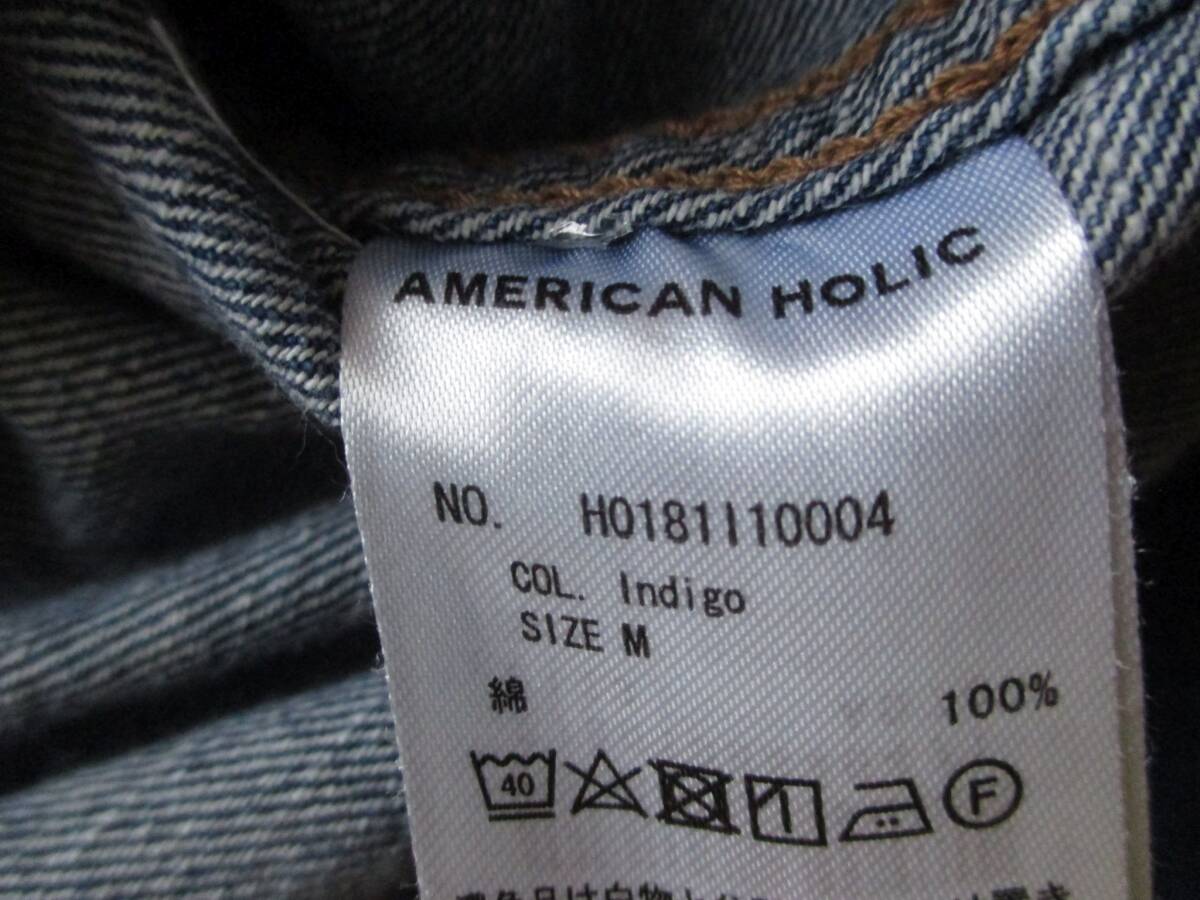 AMERICAN HOLIC
NO. H0181I10004
COL. Indigo
SIZE M
綿 100%
40 F